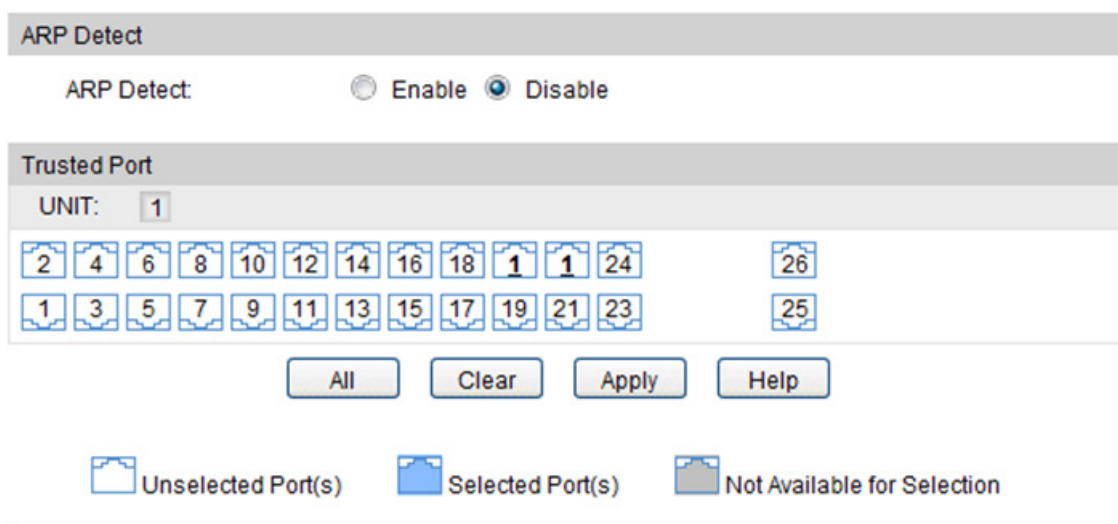 ARP Detect
ARP Detect: Enable Disable
Trusted Port
UNIT: 1
2 4 6 8 10 12 14 16 18 1 1 24 26
1 3 5 7 9 11 13 15 17 19 21 23 25
All Clear Apply Help
Unselected Port(s) Selected Port(s) Not Available for Selection